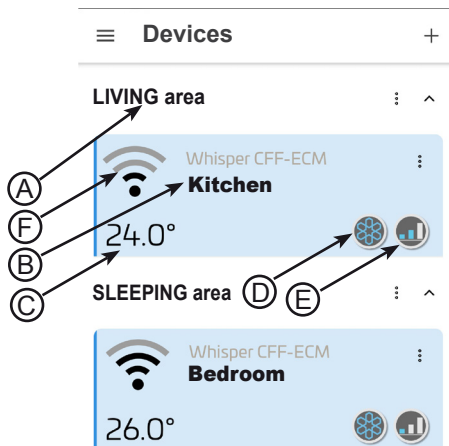 Devices
LIVING area
Whisper CFF-ECM
Kitchen
24.0°
A
F
B
C
D
E
SLEEPING area
Whisper CFF-ECM
Bedroom
26.0°